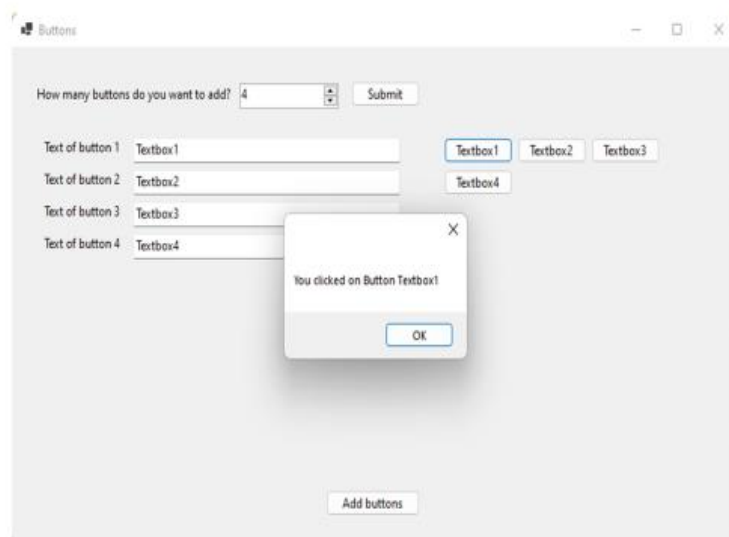 Buttons
How many buttons do you want to add? 4 Submit
Text of button 1 Textbox1 Textbox1 Textbox2 Textbox3
Text of button 2 Textbox2 Textbox4
Text of button 3 Textbox3
Text of button 4 Textbox4
You clicked on Button Textbox1
OK
Add buttons